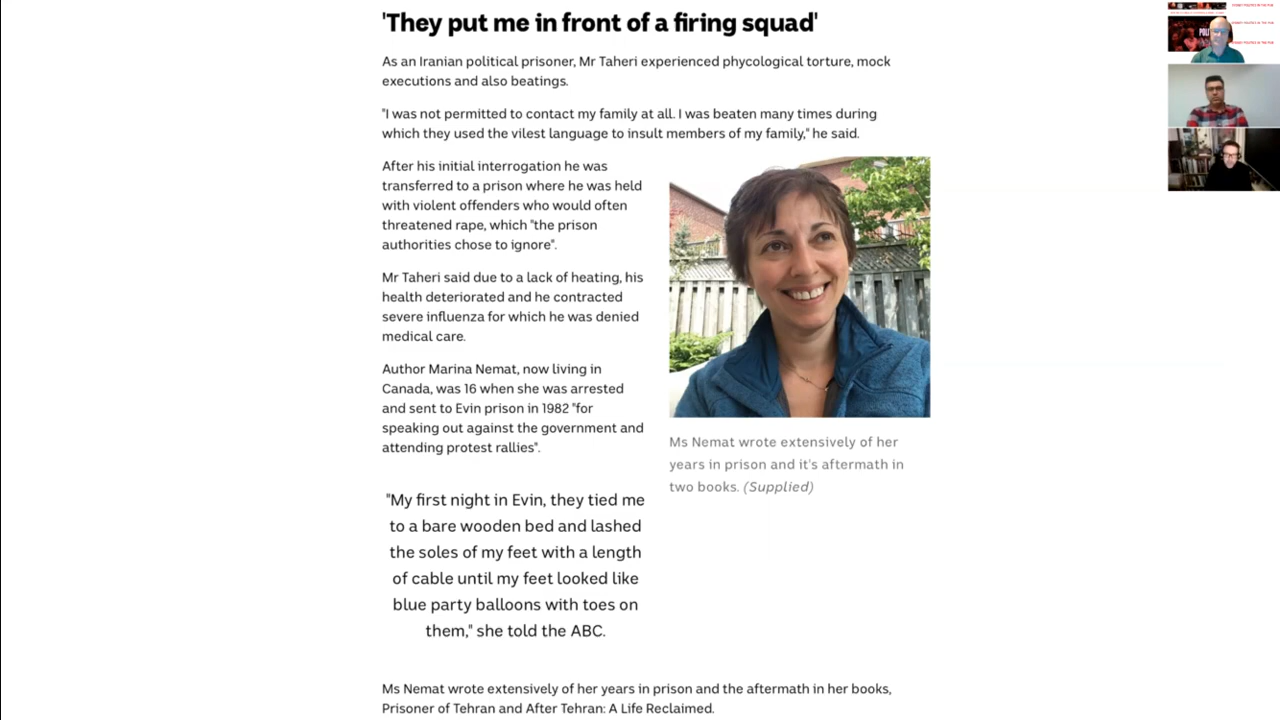 'They put me in front of a firing squad'
As an Iranian political prisoner, Mr Taheri experienced phycological torture, mock
executions and also beatings.
"I was not permitted to contact my family at all. I was beaten many times during
which they used the vilest language to insult members of my family," he said.
After his initial interrogation he was
transferred to a prison where he was held
with violent offenders who would often
threatened rape, which "the prison
authorities chose to ignore".
Mr Taheri said due to a lack of heating, his
health deteriorated and he contracted
severe influenza for which he was denied
medical care.
Author Marina Nemat, now living in
Canada, was 16 when she was arrested
and sent to Evin prison in 1982 "for
speaking out against the government and
attending protest rallies".
Ms Nemat wrote extensively of her
years in prison and it's aftermath in
two books. (Supplied)
"My first night in Evin, they tied me
to a bare wooden bed and lashed
the soles of my feet with a length
of cable until my feet looked like
blue party balloons with toes on
them," she told the ABC.
Ms Nemat wrote extensively of her years in prison and the aftermath in her books,
Prisoner of Tehran and After Tehran: A Life Reclaimed.